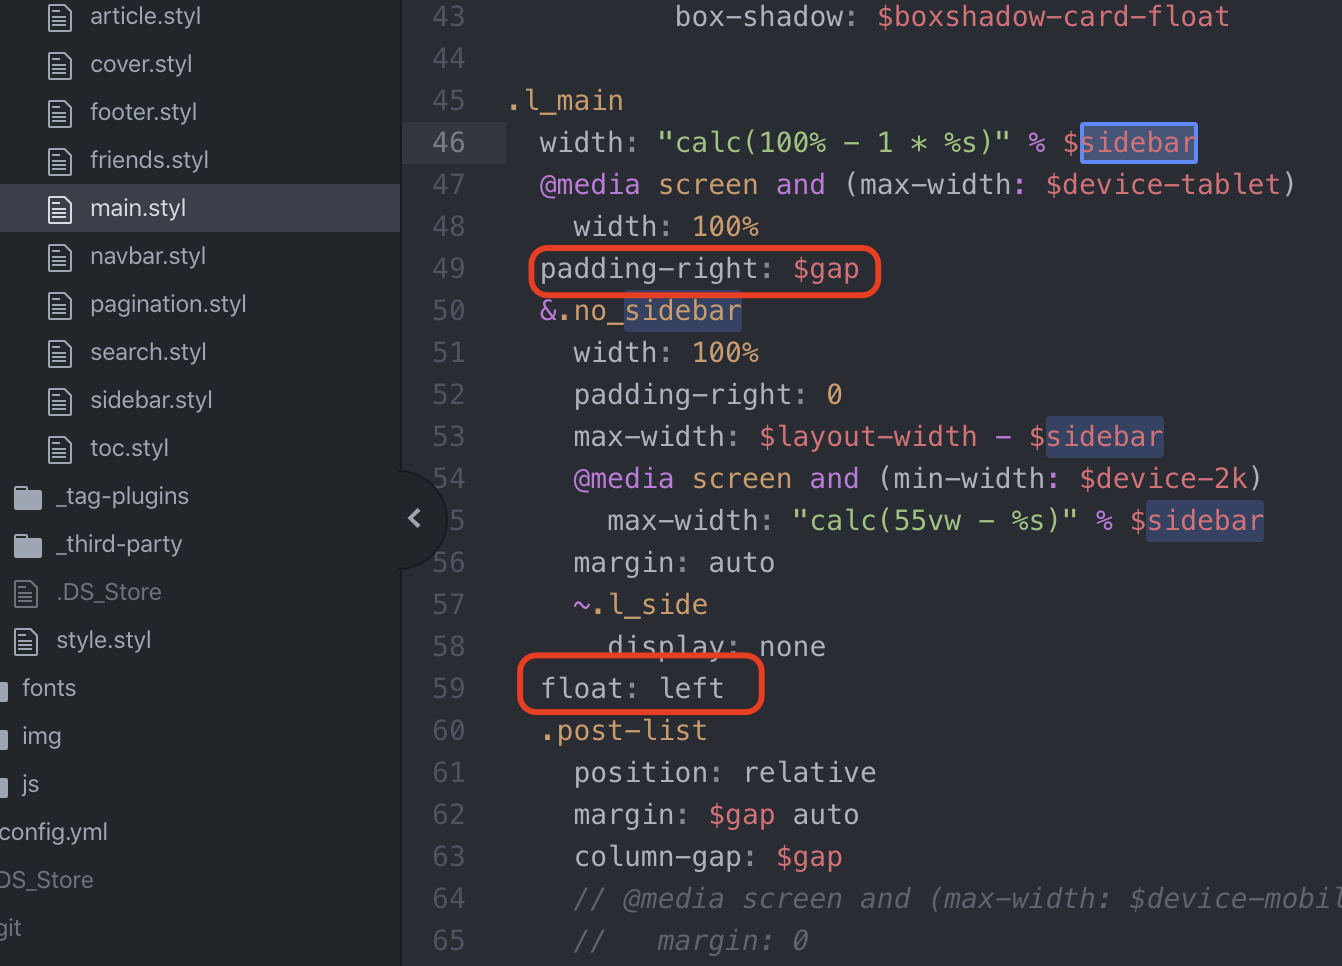 article.styl
cover.styl
footer.styl
friends.styl
main.styl
navbar.styl
pagination.styl
search.styl
sidebar.styl
toc.styl
_tag-plugins
_third-party
.DS_Store
style.styl
fonts
img
js
config.yml
DS_Store
git
43 box-shadow: $boxshadow-card-float
44
45 .l_main
46 width: "calc(100% - 1 * %s)" % $sidebar
47 @media screen and (max-width: $device-tablet)
48 width: 100%
49 padding-right: $gap
50 &.no_sidebar
51 width: 100%
52 padding-right: 0
53 max-width: $layout-width - $sidebar
54 @media screen and (min-width: $device-2k)
5 max-width: "calc(55vw - %s)" % $sidebar
56 margin: auto
57 ~.l_side
58 display: none
59 float: left
60 .post-list
61 position: relative
62 margin: $gap auto
63 column-gap: $gap
64 // @media screen and (max-width: $device-mobil
65 // margin: 0